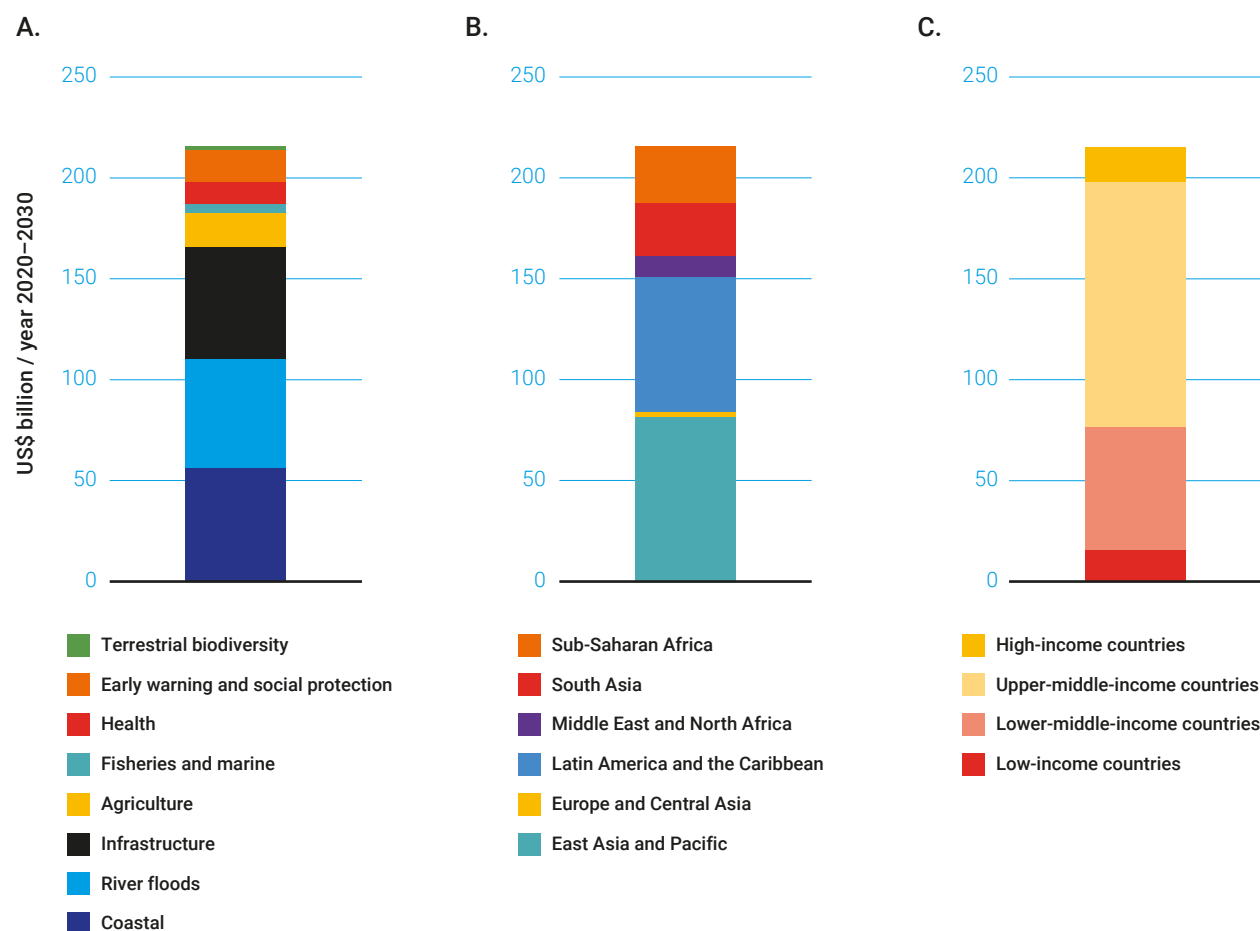 A.
US$ billion / year 2020–2030
250
200
150
100
50
0
Terrestrial biodiversity
Early warning and social protection
Health
Fisheries and marine
Agriculture
Infrastructure
River floods
Coastal
B.
250
200
150
100
50
0
Sub-Saharan Africa
South Asia
Middle East and North Africa
Latin America and the Caribbean
Europe and Central Asia
East Asia and Pacific
C.
250
200
150
100
50
0
High-income countries
Upper-middle-income countries
Lower-middle-income countries
Low-income countries